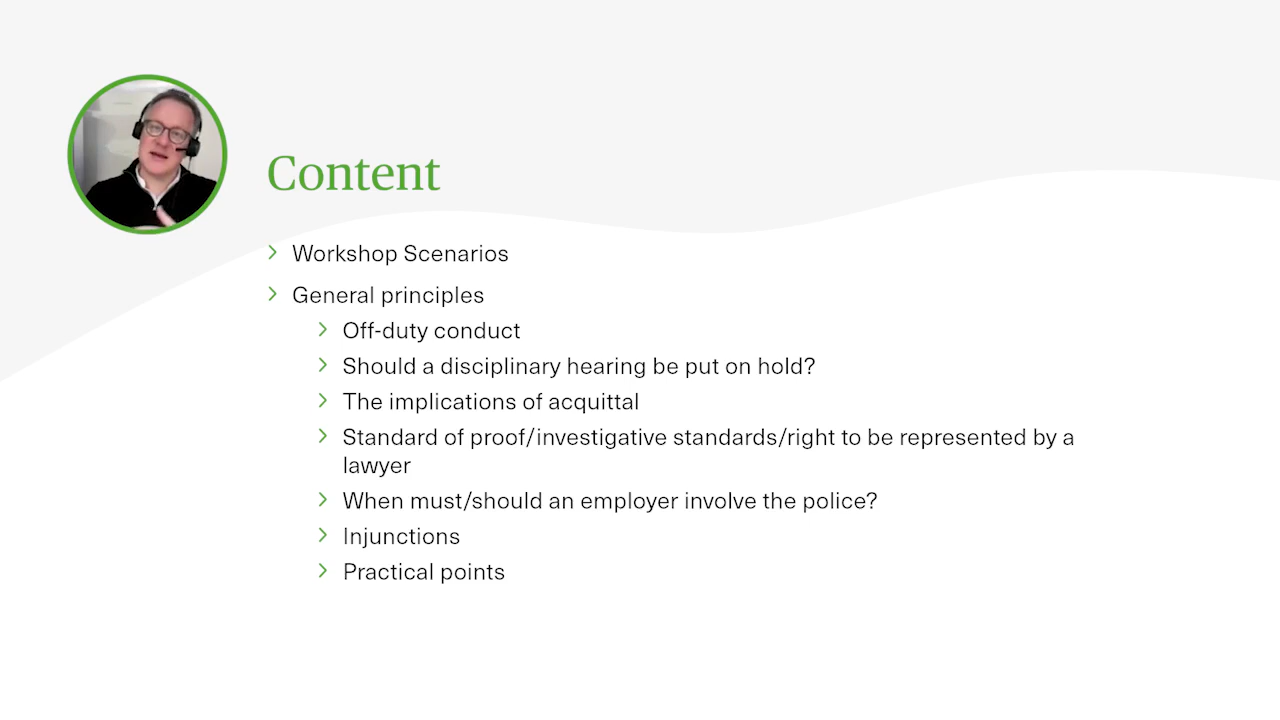 Content
Workshop Scenarios
General principles
Off-duty conduct
Should a disciplinary hearing be put on hold?
The implications of acquittal
Standard of proof/investigative standards/right to be represented by a
lawyer
When must/should an employer involve the police?
Injunctions
Practical points